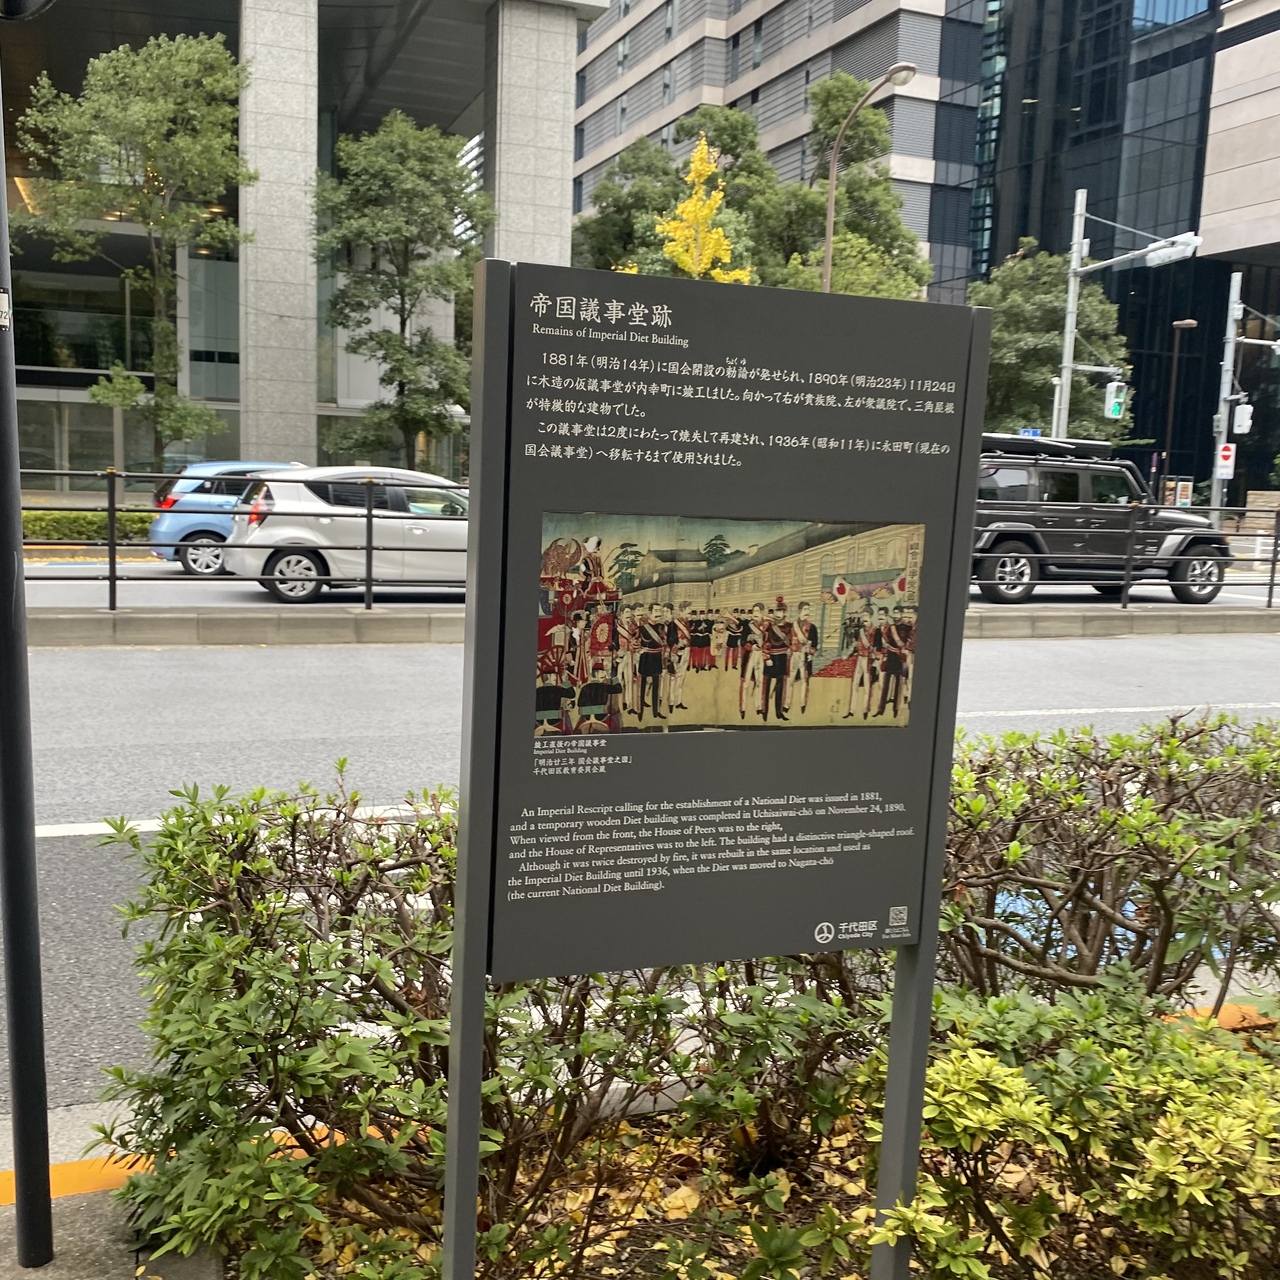 帝国議事堂跡
Remains of Imperial Diet Building
ちょくゆ
1881年(明治14年)に国会開設の勅諭が発せられ、1890年(明治23年)11月24日
に木造の仮議事堂が内幸町に竣工しました。向かって右が貴族院、左が衆議院で、三角屋根
が特徴的な建物でした。
この議事堂は2度にわたって焼失して再建され、1936年(昭和11年)に永田町(現在の
国会議事堂)へ移転するまで使用されました。
竣工直後の帝国議事堂
Imperial Diet Building
「明治廿三年 国会議事堂之図」
千代田区教育委員会蔵
An Imperial Rescript calling for the establishment of a National Diet was issued in 1881,
and a temporary wooden Diet building was completed in Uchisaiwai-chō on November 24, 1890.
When viewed from the front, the House of Peers was to the right,
and the House of Representatives was to the left. The building had a distinctive triangle-shaped roof.
Although it was twice destroyed by fire, it was rebuilt in the same location and used as
the Imperial Diet Building until 1936, when the Diet was moved to Nagata-chō
(the current National Diet Building).
千代田区
Chiyoda City
For More Info.